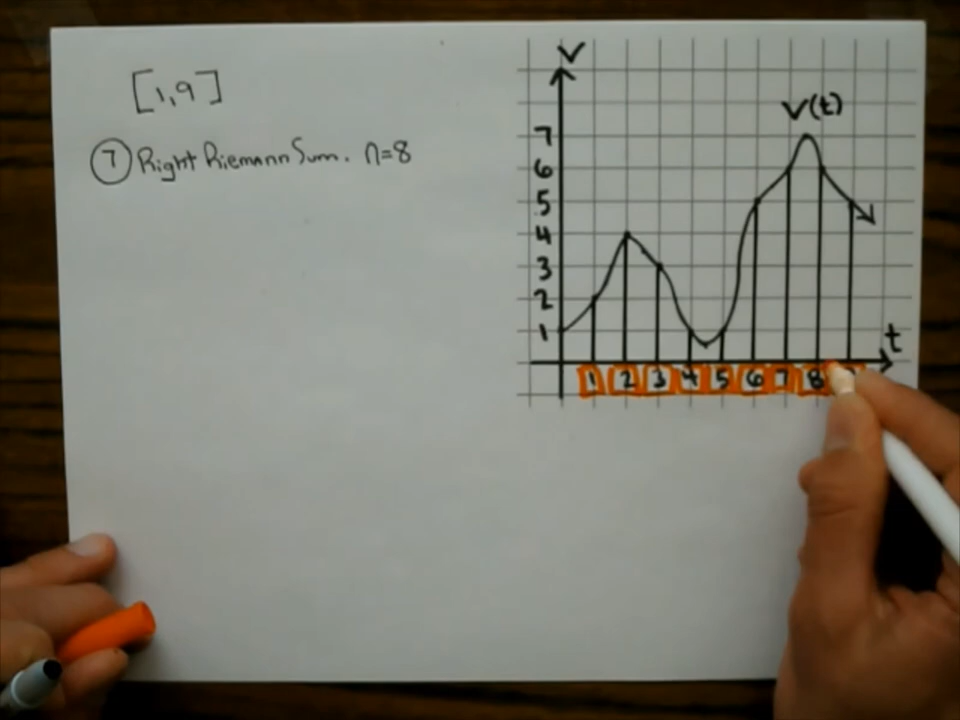 [1,9]
⑦ Right Riemann Sum. n=8
V
V(t)
7
6
5
4
3
2
1
t
1 2 3 4 5 6 7 8